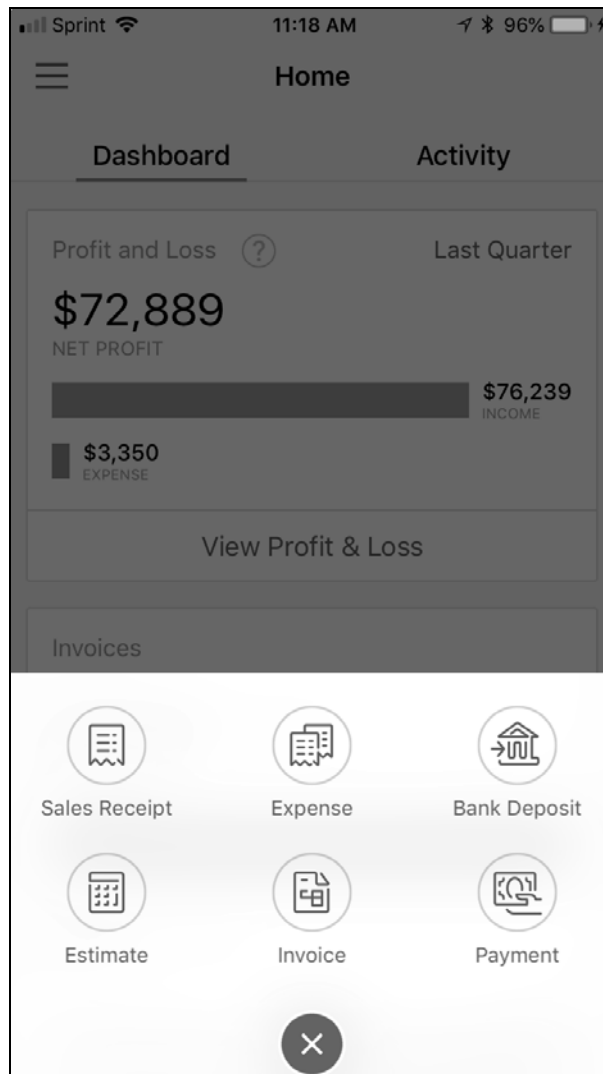 Sprint 11:18 AM 96%
Home
Dashboard Activity
Profit and Loss ? Last Quarter
$72,889
NET PROFIT
$76,239
INCOME
$3,350
EXPENSE
View Profit & Loss
Invoices
Sales Receipt Expense Bank Deposit
Estimate Invoice Payment